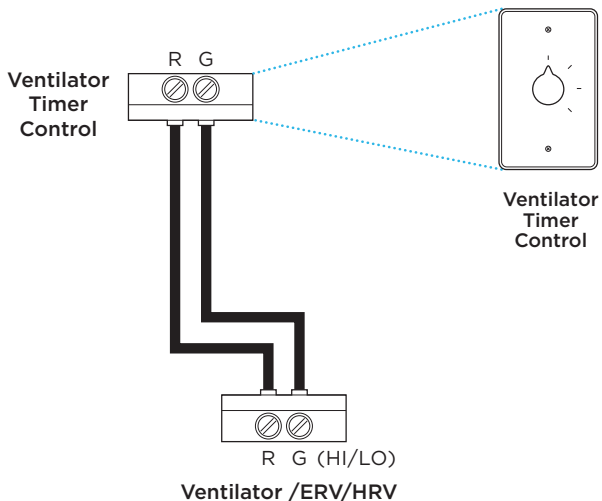 R G
Ventilator
Timer
Control
Ventilator
Timer
Control
R G (HI/LO)
Ventilator /ERV/HRV